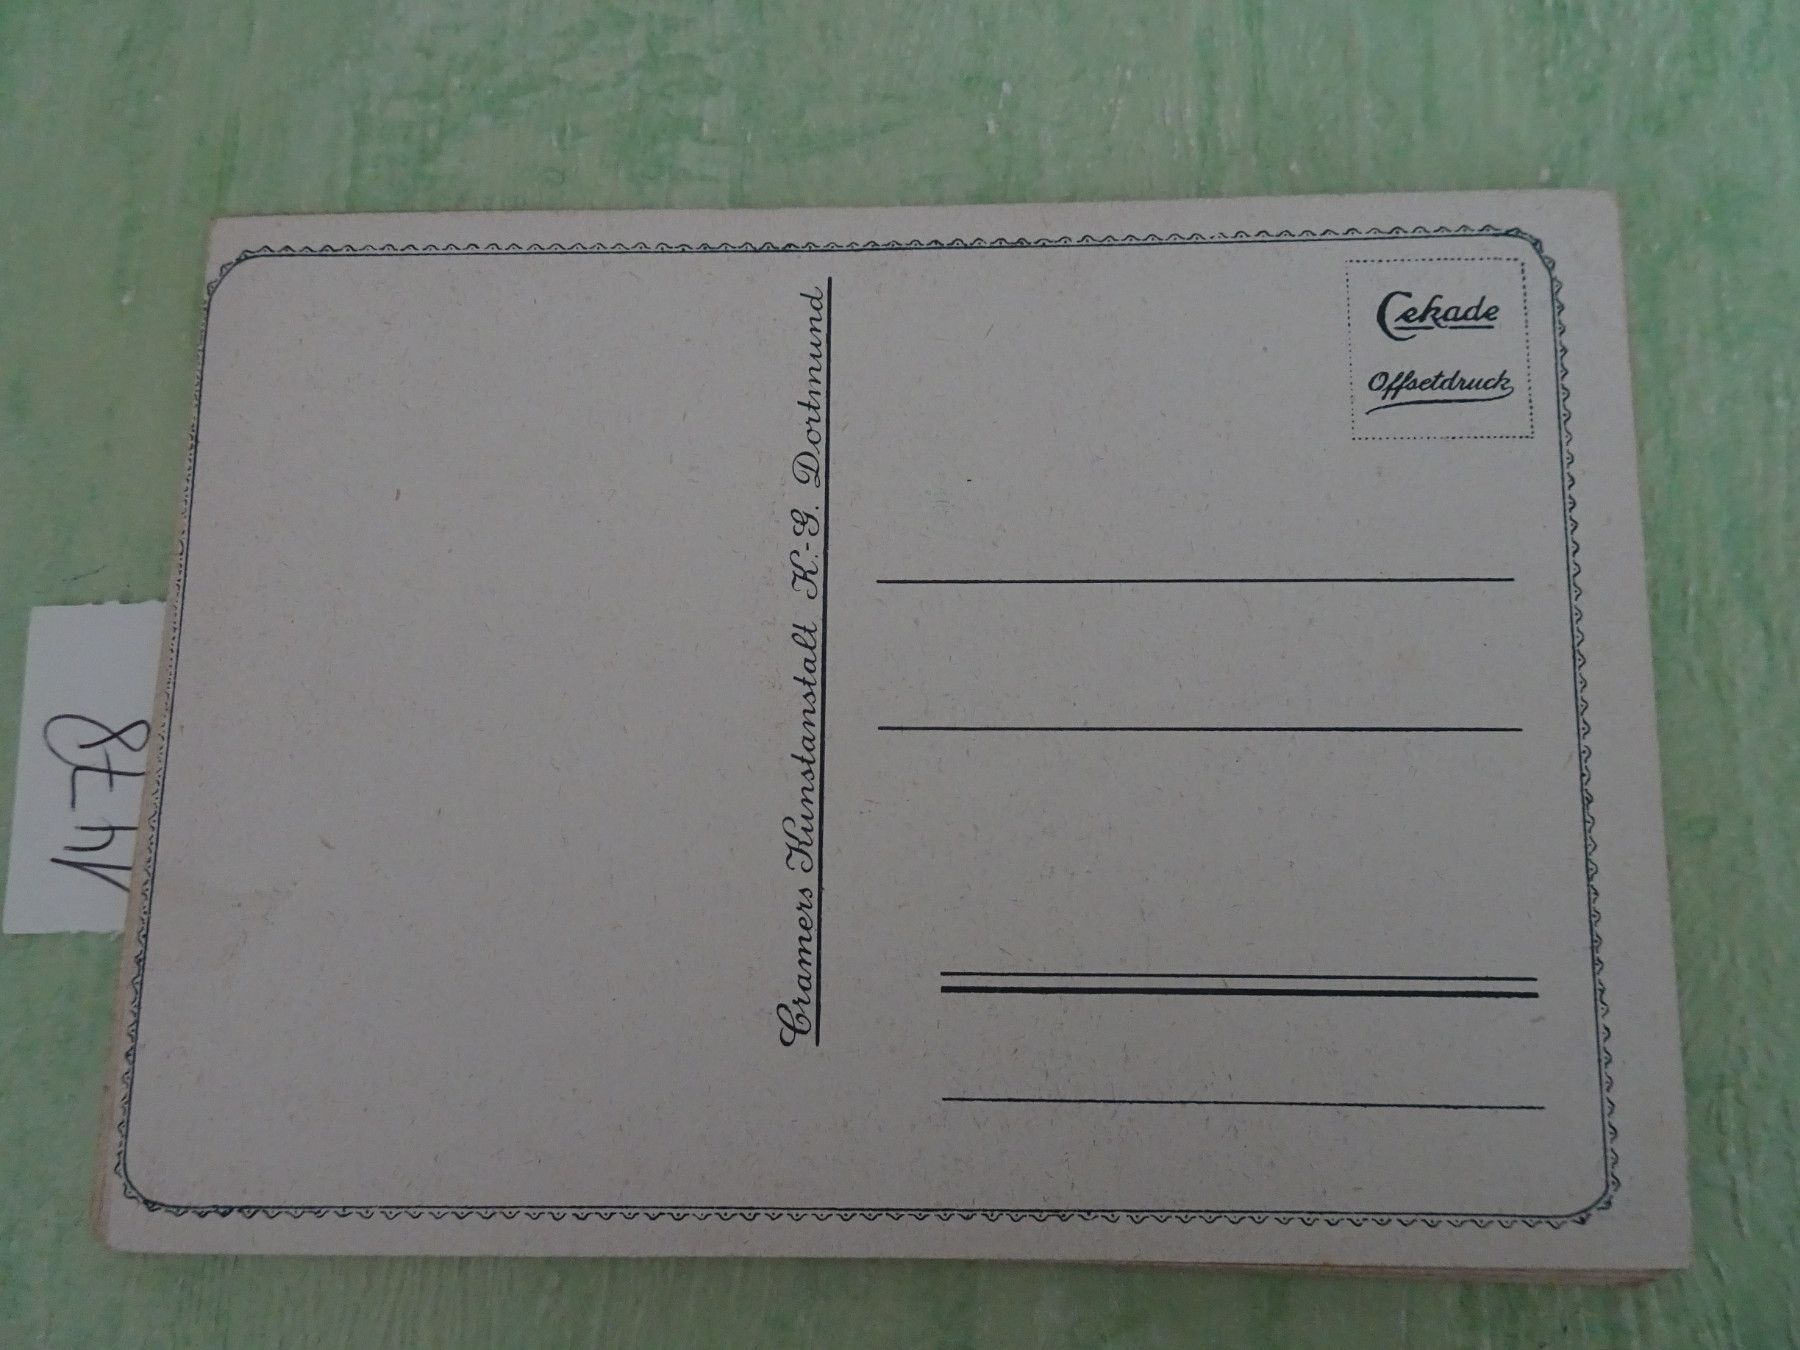 Cekade
Offsetdruck
Cramers Kunstanstalt K.-G. Dortmund
1478